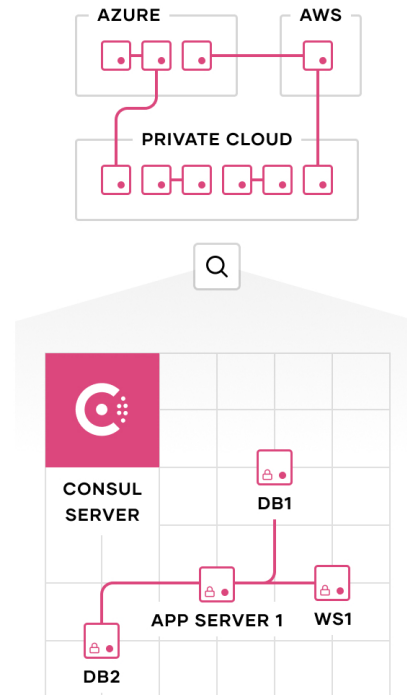 AZURE
AWS
PRIVATE CLOUD
CONSUL
SERVER
DB1
APP SERVER 1
WS1
DB2